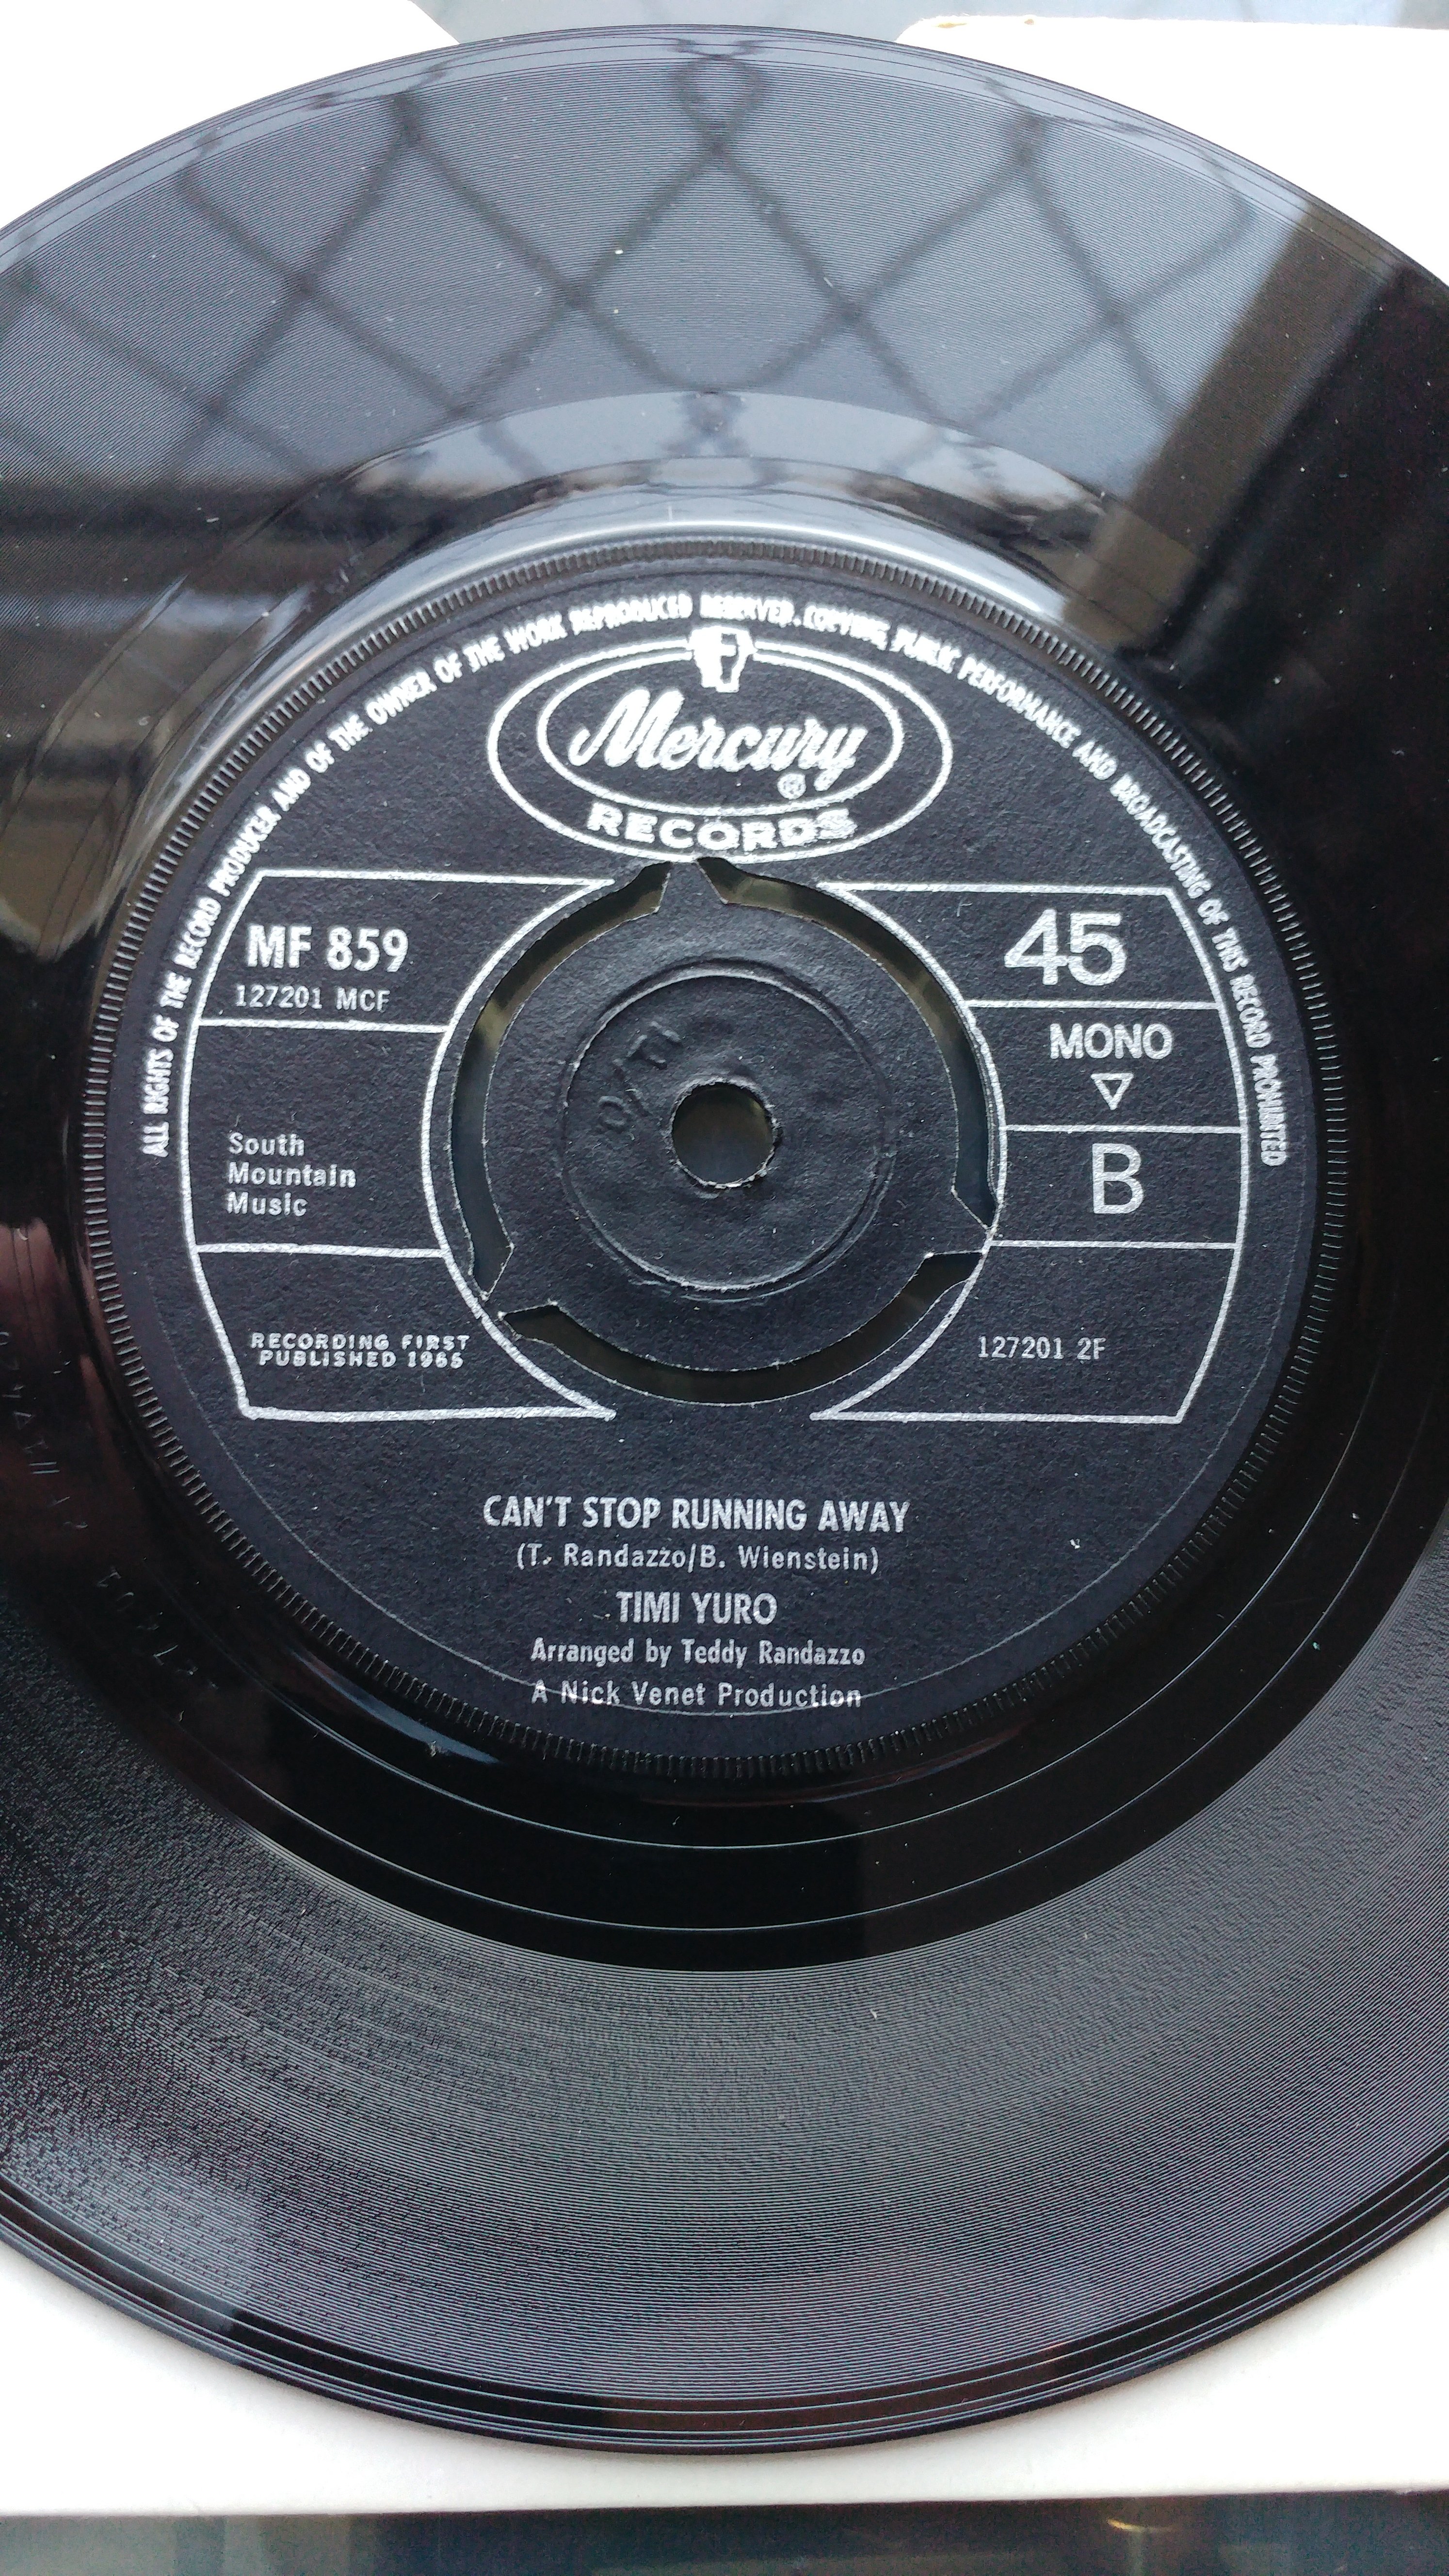 ALL RIGHTS OF THE RECORD PRODUCER AND OF THE OWNER OF THE WORK REPRODUCED RESERVED. COPYING, PUBLIC PERFORMANCE AND BROADCASTING OF THIS RECORD PROHIBITED
Mercury ®
RECORDS
MF 859
127201 MCF
45
MONO
B
South
Mountain
Music
RECORDING FIRST
PUBLISHED 1965
127201 2F
CAN'T STOP RUNNING AWAY
(T. Randazzo/B. Wienstein)
TIMI YURO
Arranged by Teddy Randazzo
A Nick Venet Production